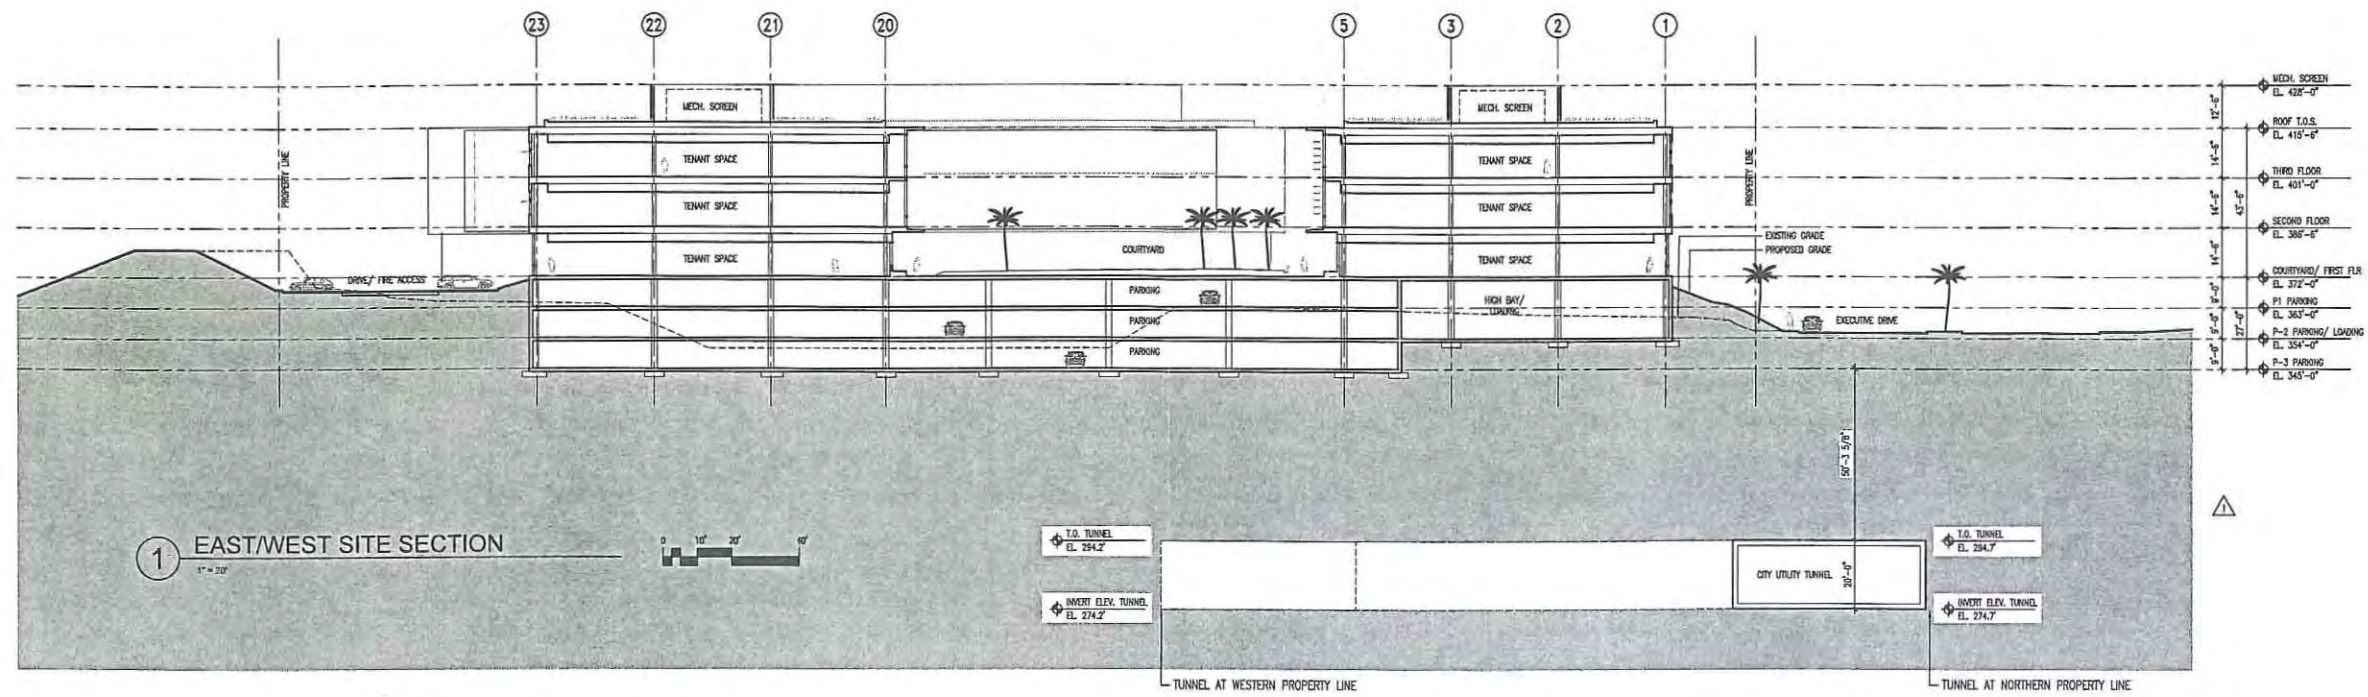 23
22
21
20
5
3
2
1
MECH. SCREEN
EL. 428'-0"
12'-6"
ROOF T.O.S.
EL. 415'-6"
14'-6"
THIRD FLOOR
EL. 401'-0"
14'-6"
43'-6"
SECOND FLOOR
EL. 386'-6"
14'-6"
COURTYARD/ FIRST FLR
EL. 372'-0"
9'-0"
P1 PARKING
EL. 363'-0"
9'-0"
27'-0"
P-2 PARKING/ LOADING
EL. 354'-0"
9'-0"
P-3 PARKING
EL. 345'-0"
MECH. SCREEN
MECH. SCREEN
PROPERTY LINE
TENANT SPACE
TENANT SPACE
PROPERTY LINE
TENANT SPACE
TENANT SPACE
EXISTING GRADE
PROPOSED GRADE
TENANT SPACE
COURTYARD
TENANT SPACE
DRIVE/ FIRE ACCESS
PARKING
HIGH BAY/
LOADING
PARKING
EXECUTIVE DRIVE
PARKING
50'-3 5/8"
1
EAST/WEST SITE SECTION
1" = 20'
0 10' 20' 40'
T.O. TUNNEL
EL. 294.2'
T.O. TUNNEL
EL. 294.7'
CITY UTILITY TUNNEL
20'-0"
INVERT ELEV. TUNNEL
EL. 274.2'
INVERT ELEV. TUNNEL
EL. 274.7'
TUNNEL AT WESTERN PROPERTY LINE
TUNNEL AT NORTHERN PROPERTY LINE